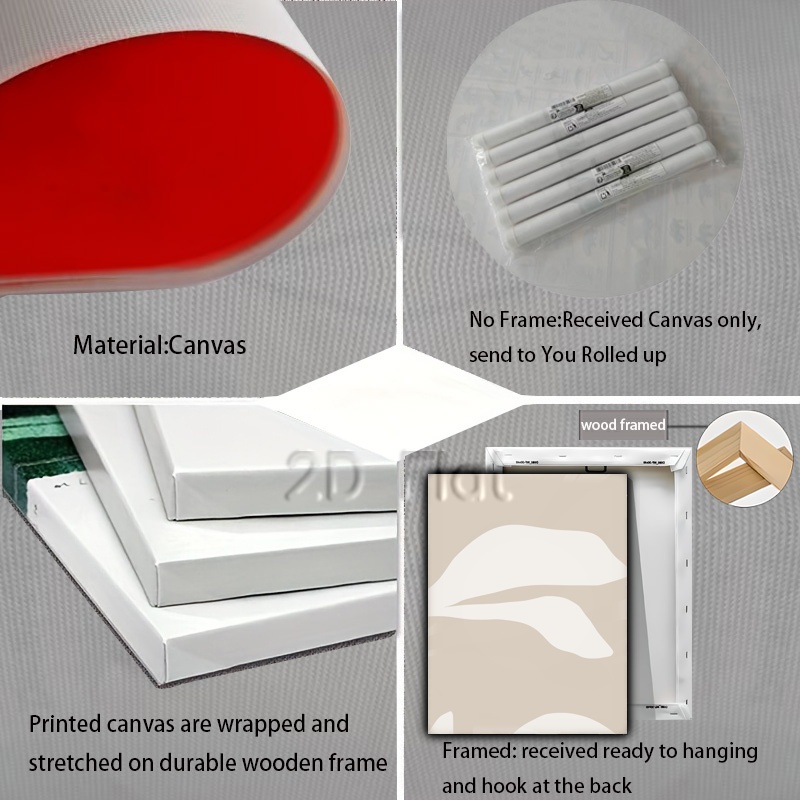 Material:Canvas
No Frame:Received Canvas only,
send to You Rolled up
2D Flat
wood framed
Printed canvas are wrapped and
stretched on durable wooden frame
Framed: received ready to hanging
and hook at the back